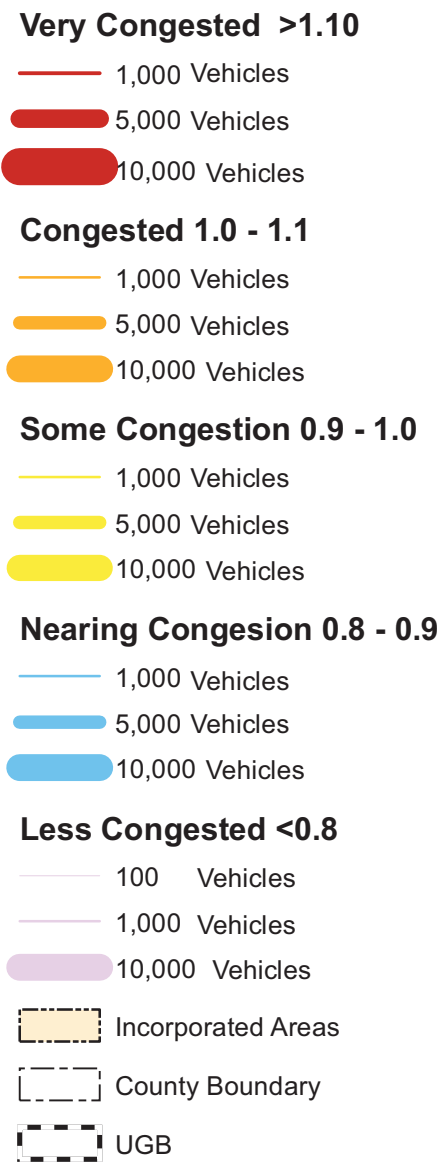 Very Congested >1.10
1,000 Vehicles
5,000 Vehicles
10,000 Vehicles
Congested 1.0 - 1.1
1,000 Vehicles
5,000 Vehicles
10,000 Vehicles
Some Congestion 0.9 - 1.0
1,000 Vehicles
5,000 Vehicles
10,000 Vehicles
Nearing Congesion 0.8 - 0.9
1,000 Vehicles
5,000 Vehicles
10,000 Vehicles
Less Congested <0.8
100 Vehicles
1,000 Vehicles
10,000 Vehicles
Incorporated Areas
County Boundary
UGB